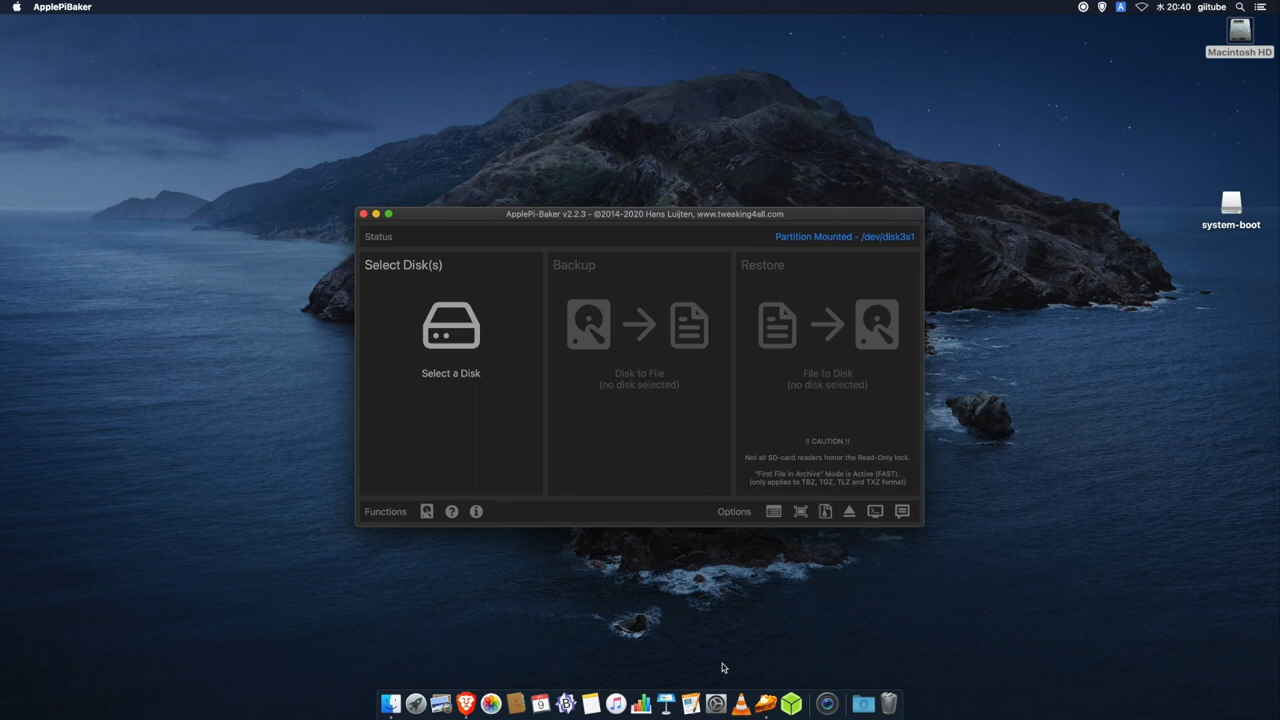 ApplePiBaker
A
水 20:40
giitube
Macintosh HD
system-boot
ApplePi-Baker v2.2.3 - ©2014-2020 Hans Luijten, www.tweaking4all.com
Status
Partition Mounted - /dev/disk3s1
Select Disk(s)
Select a Disk
Backup
Disk to File
(no disk selected)
Restore
File to Disk
(no disk selected)
!! CAUTION !!
Not all SD-card readers honor the Read-Only lock.
"First File in Archive" Mode is Active (FAST).
(only applies to TBZ, TGZ, TLZ and TXZ format)
Functions
Options
9